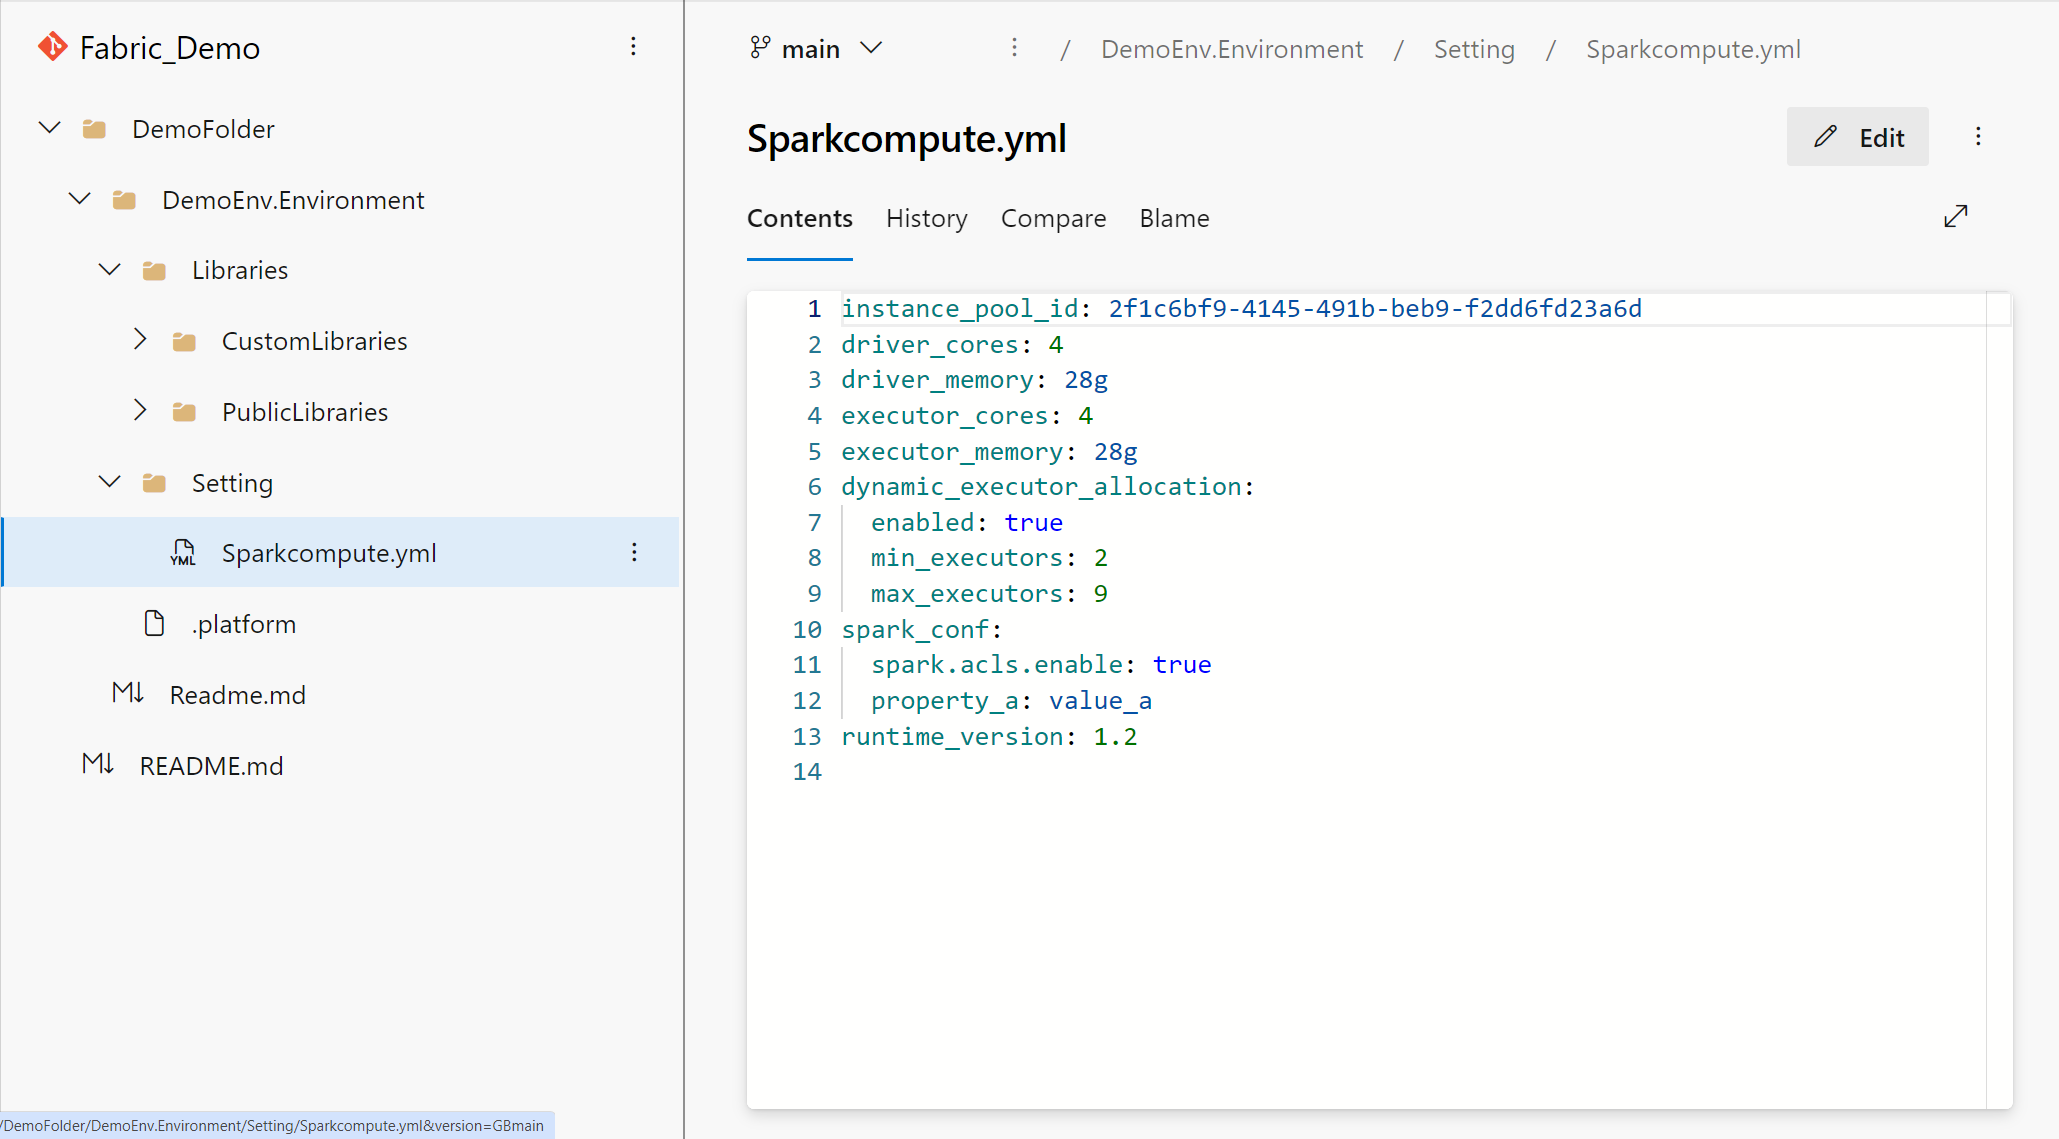 Fabric_Demo
DemoFolder
DemoEnv.Environment
Libraries
CustomLibraries
PublicLibraries
Setting
YML Sparkcompute.yml
.platform
M↓ Readme.md
M↓ README.md
/DemoFolder/DemoEnv.Environment/Setting/Sparkcompute.yml&version=GBmain
main / DemoEnv.Environment / Setting / Sparkcompute.yml
Sparkcompute.yml
Edit
Contents History Compare Blame
1 instance_pool_id: 2f1c6bf9-4145-491b-beb9-f2dd6fd23a6d
2 driver_cores: 4
3 driver_memory: 28g
4 executor_cores: 4
5 executor_memory: 28g
6 dynamic_executor_allocation:
7 enabled: true
8 min_executors: 2
9 max_executors: 9
10 spark_conf:
11 spark.acls.enable: true
12 property_a: value_a
13 runtime_version: 1.2
14